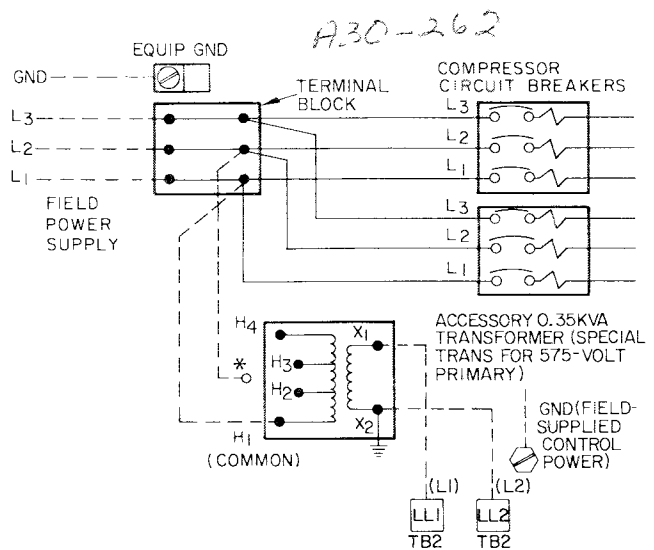 A30-262
EQUIP GND
GND
TERMINAL
BLOCK
COMPRESSOR
CIRCUIT BREAKERS
L3
L2
L1
FIELD
POWER
SUPPLY
L3
L2
L1
L3
L2
L1
H4
H3
H2
H1
(COMMON)
*
X1
X2
ACCESSORY 0.35KVA
TRANSFORMER (SPECIAL
TRANS FOR 575-VOLT
PRIMARY)
GND (FIELD-
SUPPLIED
CONTROL
POWER)
(L1)
(L2)
LL1
LL2
TB2
TB2